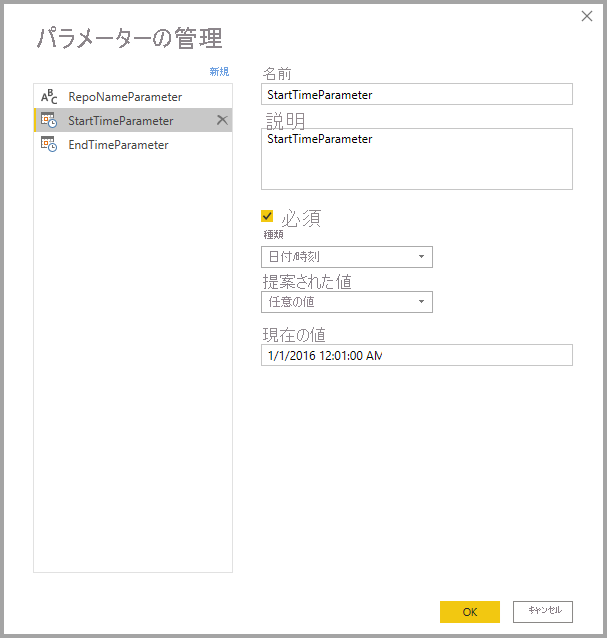 パラメーターの管理
新規
ABC RepoNameParameter
StartTimeParameter
EndTimeParameter
名前
StartTimeParameter
説明
StartTimeParameter
必須
種類
日付/時刻
提案された値
任意の値
現在の値
1/1/2016 12:01:00 AM
OK
キャンセル